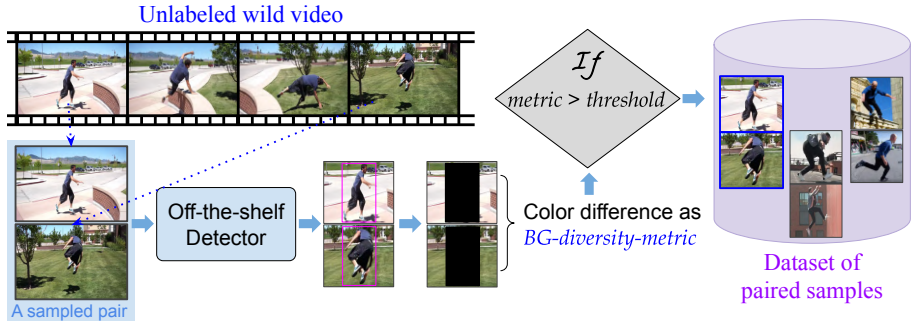 Unlabeled wild video
If
metric > threshold
Off-the-shelf
Detector
Color difference as
BG-diversity-metric
A sampled pair
Dataset of
paired samples